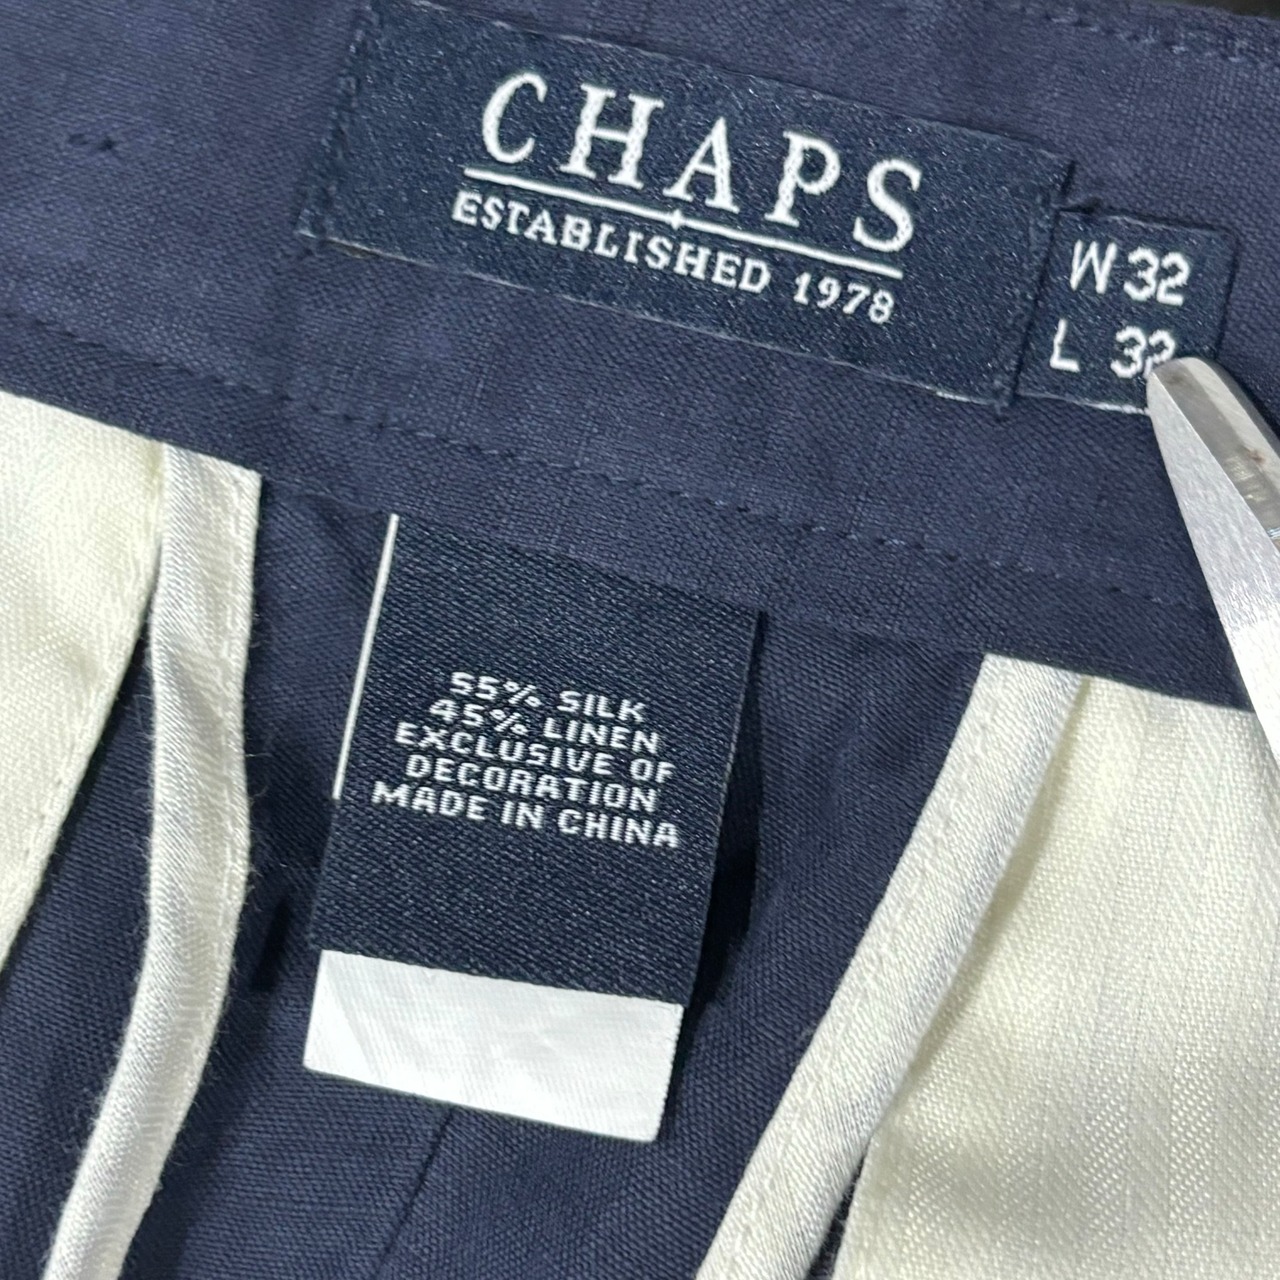 CHAPS
ESTABLISHED 1978
W 32
L 32
55% SILK
45% LINEN
EXCLUSIVE OF
DECORATION
MADE IN CHINA